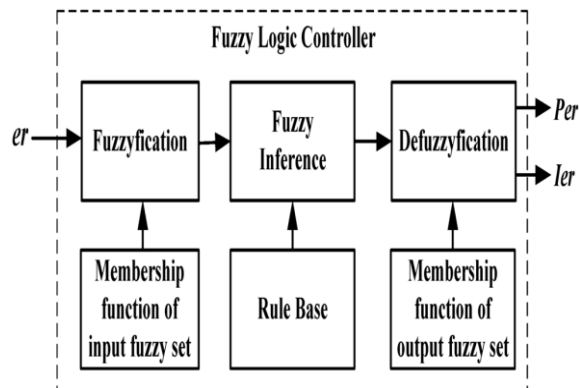 Fuzzy Logic Controller
er
Fuzzyfication
Fuzzy
Inference
Defuzzyfication
Per
Ier
Membership
function of
input fuzzy set
Rule Base
Membership
function of
output fuzzy set